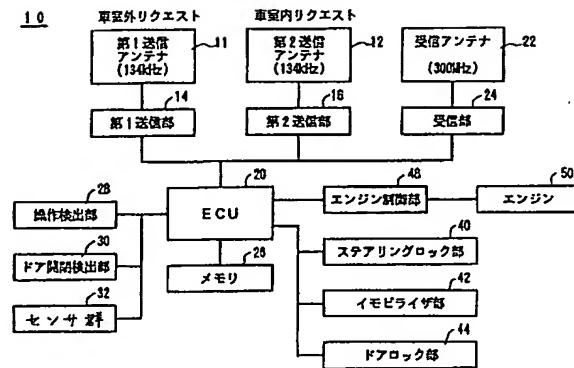 10
車室外リクエスト
車室内リクエスト
第1送信
アンテナ
(134kHz)
11
第2送信
アンテナ
(134kHz)
12
受信アンテナ
(300MHz)
22
第1送信部
14
第2送信部
16
受信部
24
操作検出部
28
ECU
20
エンジン制御部
48
エンジン
50
ドア開閉検出部
30
メモリ
26
ステアリングロック部
40
センサ群
32
イモビライザ部
42
ドアロック部
44